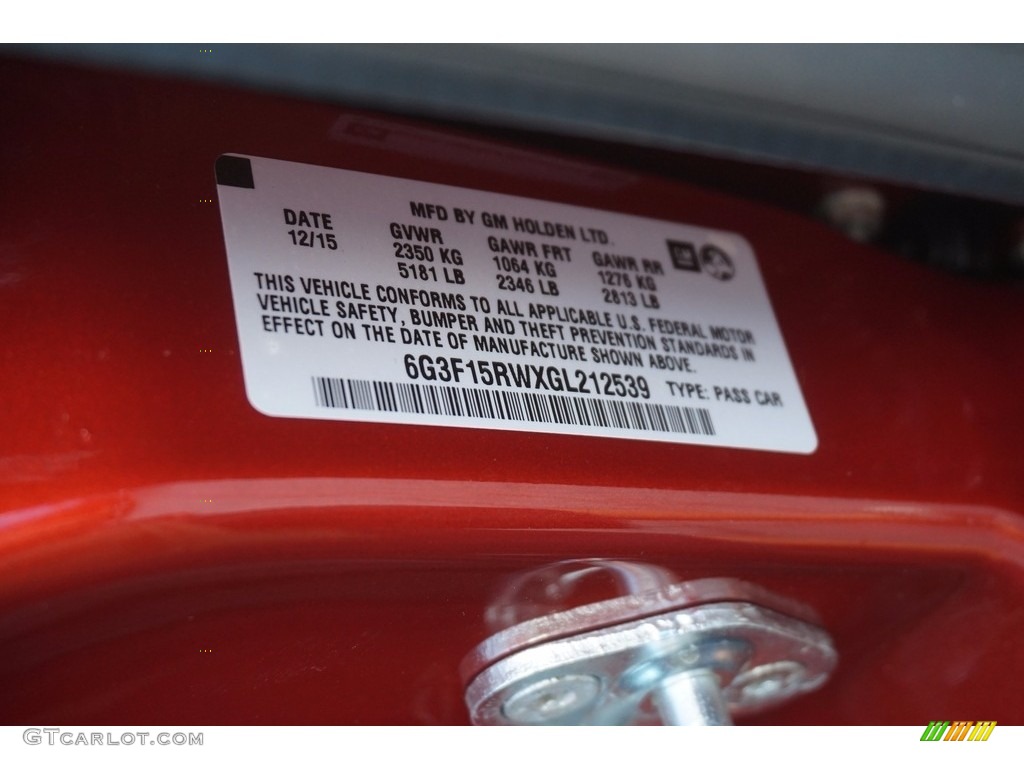 MFD BY GM HOLDEN LTD.
DATE GVWR GAWR FRT GAWR RR
12/15 2350 KG 1064 KG 1276 KG
5181 LB 2346 LB 2813 LB
THIS VEHICLE CONFORMS TO ALL APPLICABLE U.S. FEDERAL MOTOR
VEHICLE SAFETY, BUMPER AND THEFT PREVENTION STANDARDS IN
EFFECT ON THE DATE OF MANUFACTURE SHOWN ABOVE.
6G3F15RWXGL212539 TYPE: PASS CAR
GTCARLOT.COM